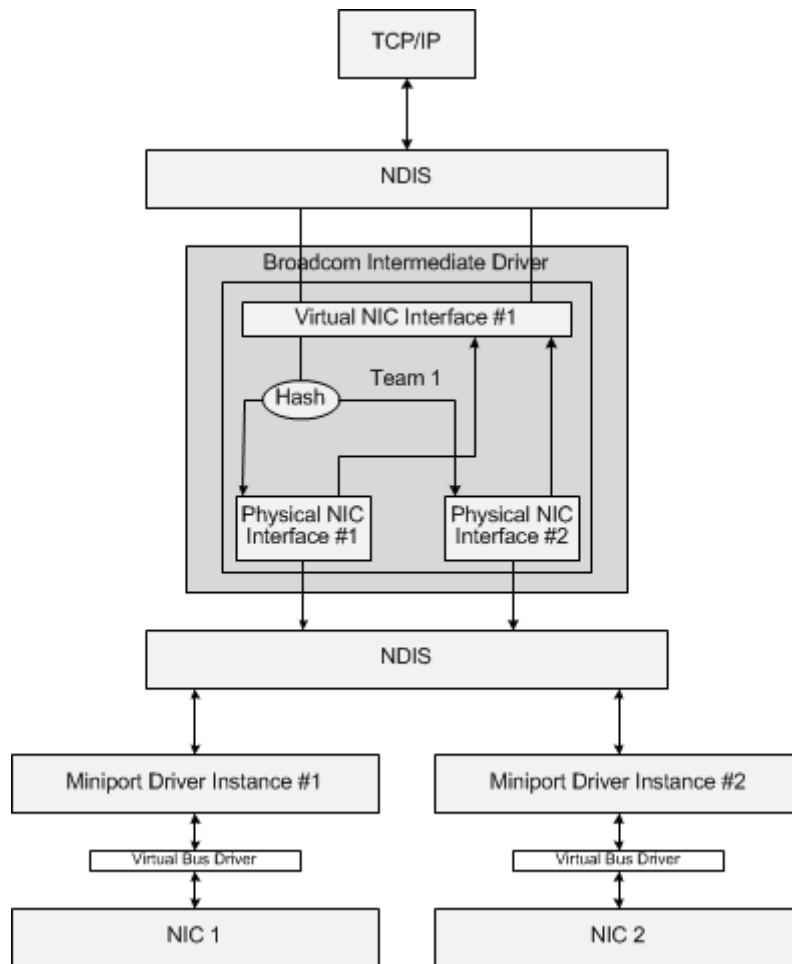 TCP/IP
NDIS
Broadcom Intermediate Driver
Virtual NIC Interface #1
Team 1
Hash
Physical NIC
Interface #1
Physical NIC
Interface #2
NDIS
Miniport Driver Instance #1
Miniport Driver Instance #2
Virtual Bus Driver
Virtual Bus Driver
NIC 1
NIC 2